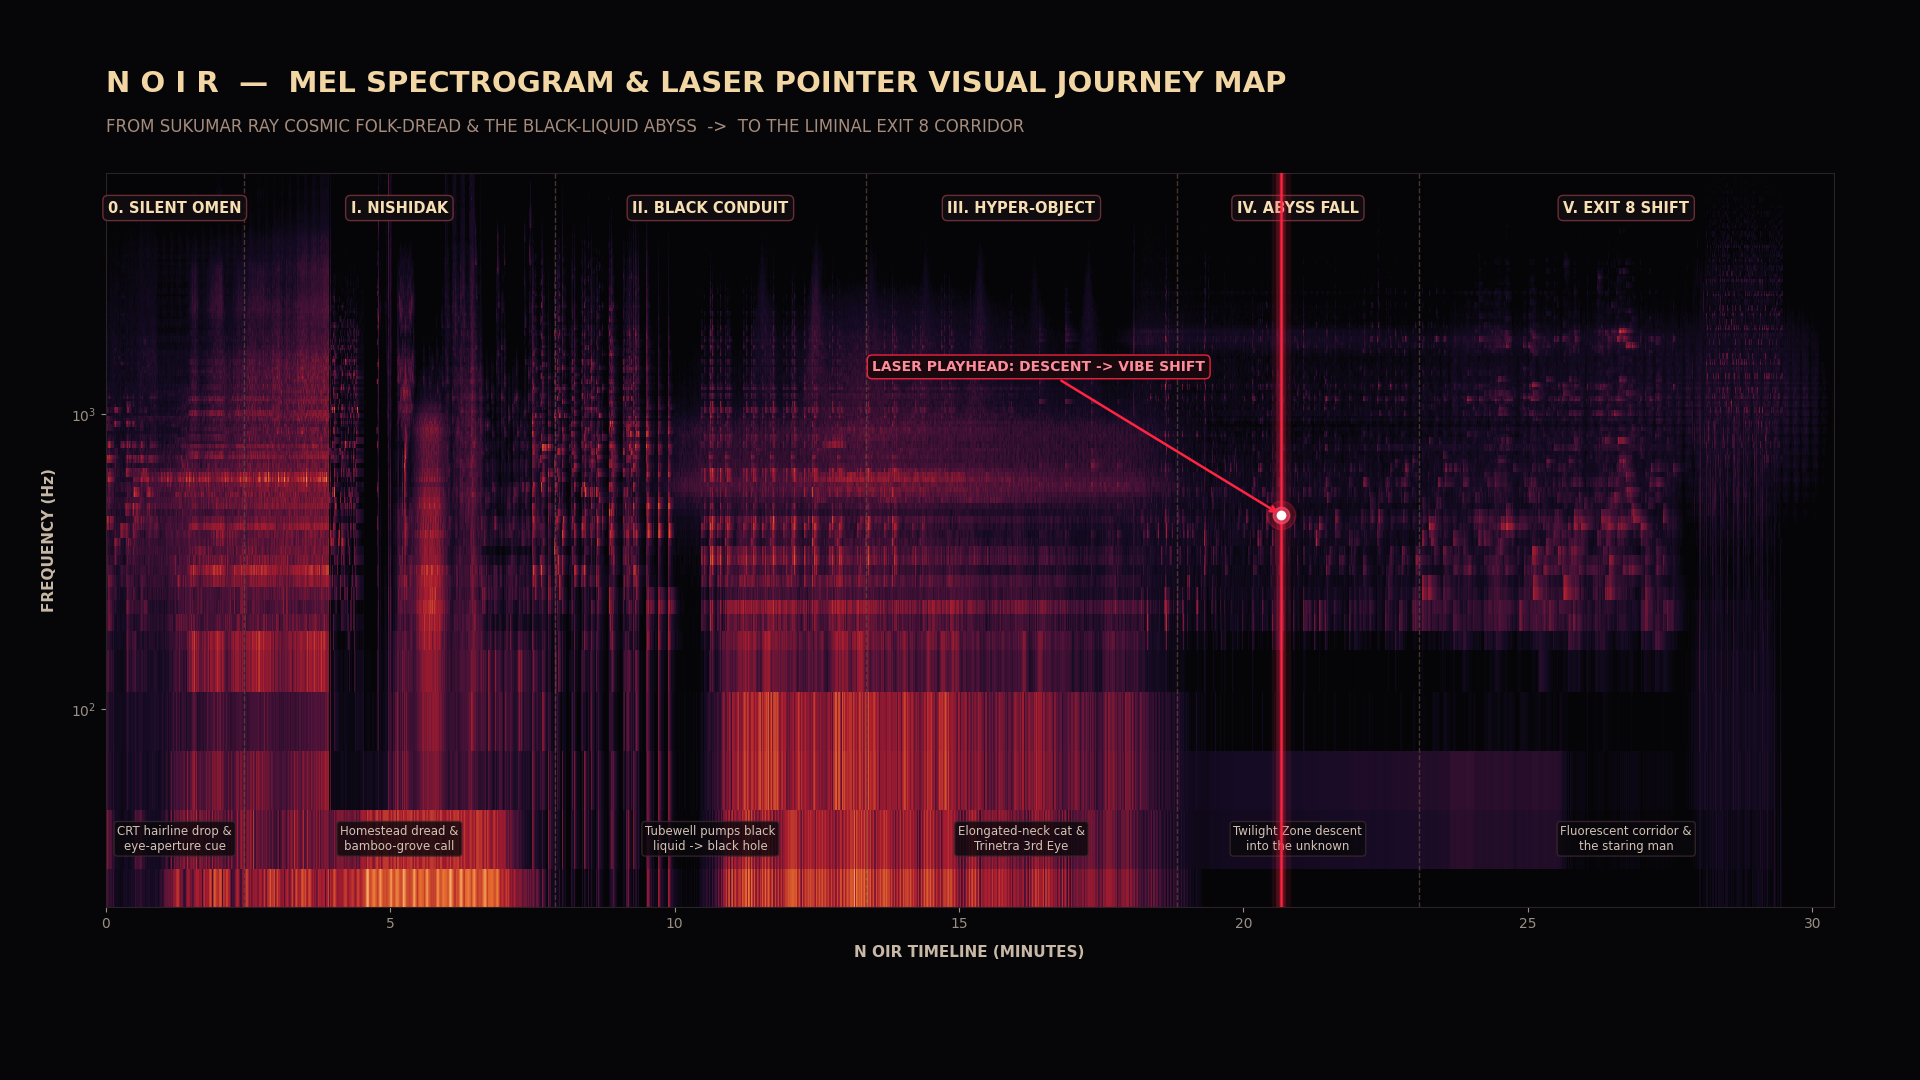 N O I R — MEL SPECTROGRAM & LASER POINTER VISUAL JOURNEY MAP
FROM SUKUMAR RAY COSMIC FOLK-DREAD & THE BLACK-LIQUID ABYSS -> TO THE LIMINAL EXIT 8 CORRIDOR
0. SILENT OMEN
I. NISHIDAK
II. BLACK CONDUIT
III. HYPER-OBJECT
IV. ABYSS FALL
V. EXIT 8 SHIFT
LASER PLAYHEAD: DESCENT -> VIBE SHIFT
10³
10²
FREQUENCY (Hz)
CRT hairline drop &
eye-aperture cue
Homestead dread &
bamboo-grove call
Tubewell pumps black
liquid -> black hole
Elongated-neck cat &
Trinetra 3rd Eye
Twilight Zone descent
into the unknown
Fluorescent corridor &
the staring man
0 5 10 15 20 25 30
N OIR TIMELINE (MINUTES)